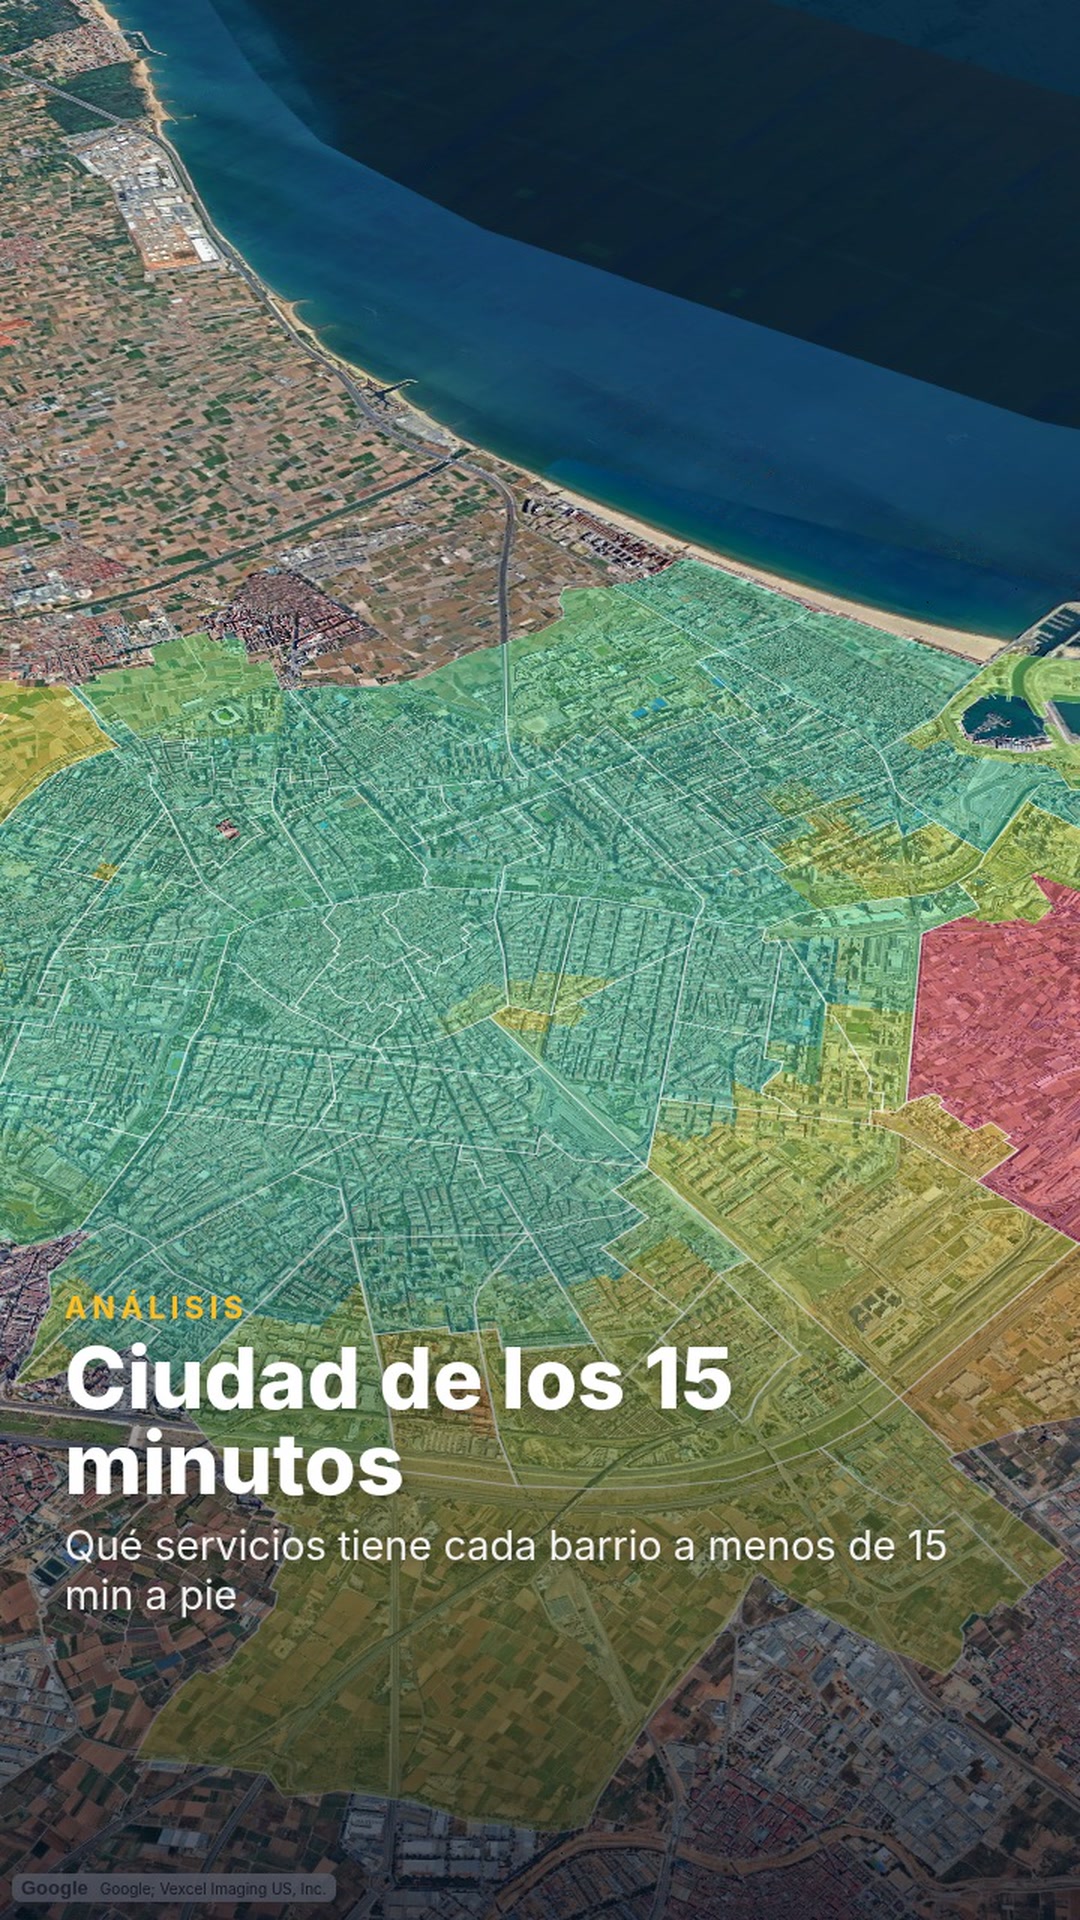 ANÁLISIS
Ciudad de los 15
minutos
Qué servicios tiene cada barrio a menos de 15
min a pie
Google Google; Vexcel Imaging US, Inc.